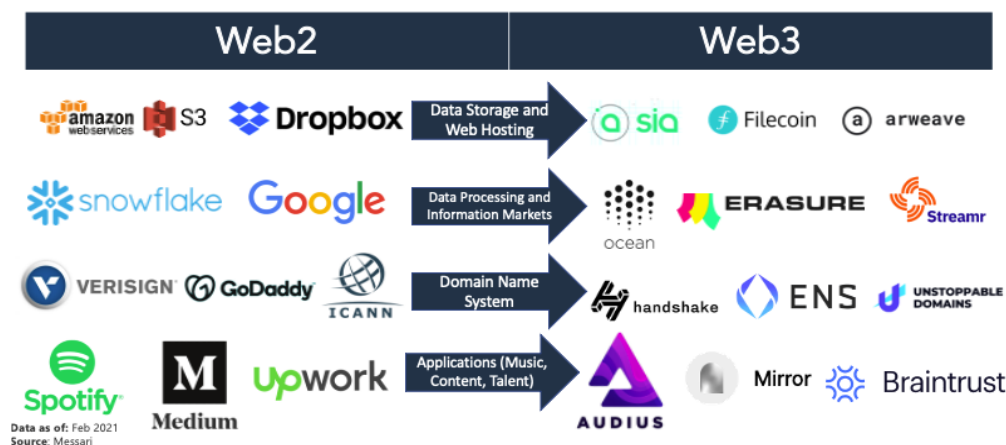 Web2
Web3
amazon
webservices
S3
Dropbox
Data Storage and
Web Hosting
sia
Filecoin
arweave
snowflake
Google
Data Processing and
Information Markets
ocean
ERASURE
Streamr
VERISIGN
GoDaddy
ICANN
Domain Name
System
handshake
ENS
UNSTOPPABLE
DOMAINS
Spotify
M
Medium
upwork
Applications (Music,
Content, Talent)
AUDIUS
Mirror
Braintrust
Data as of: Feb 2021
Source: Messari